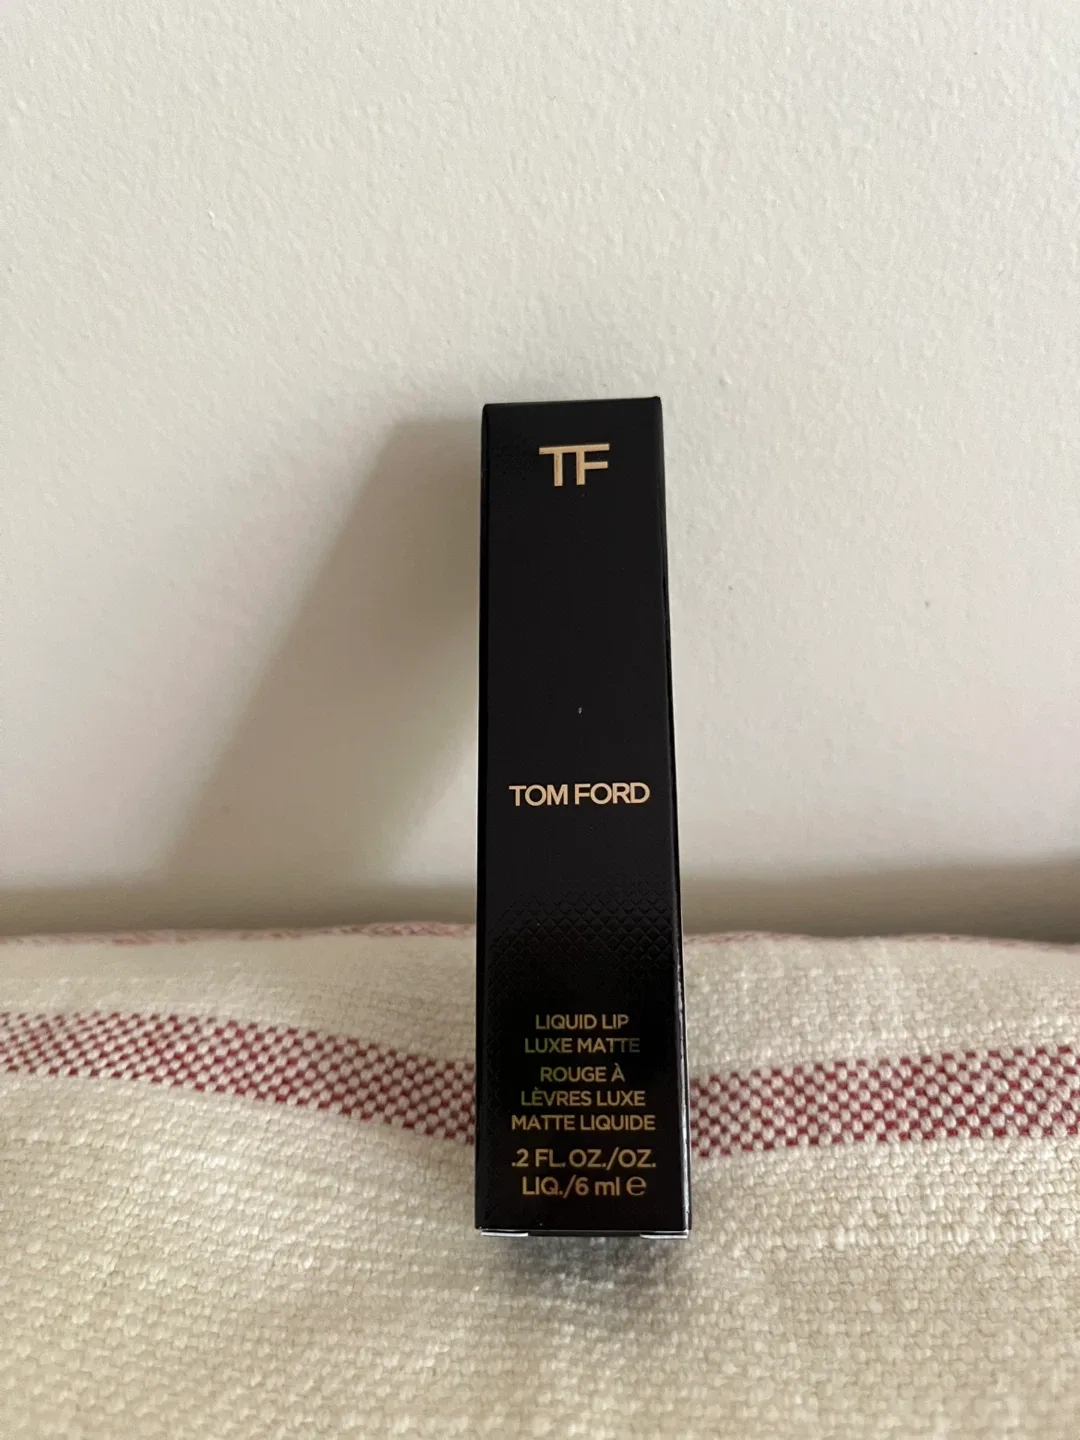 TF
TOM FORD
LIQUID LIP
LUXE MATTE
ROUGE À
LÈVRES LUXE
MATTE LIQUIDE
.2 FL. OZ./OZ.
LIQ./6 ml ℮